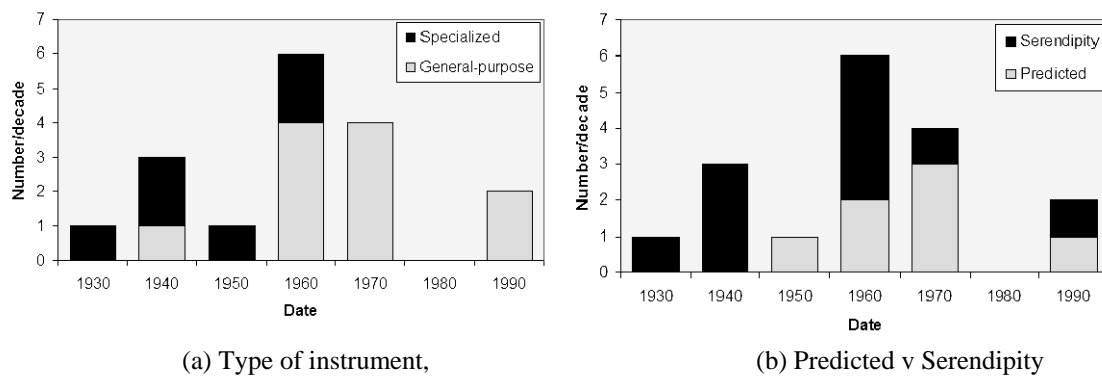 7
6
5
4
3
2
1
0
Number/decade
Specialized
General-purpose
1930 1940 1950 1960 1970 1980 1990
Date
(a) Type of instrument,
7
6
5
4
3
2
1
0
Number/decade
Serendipity
Predicted
1930 1940 1950 1960 1970 1980 1990
Date
(b) Predicted v Serendipity